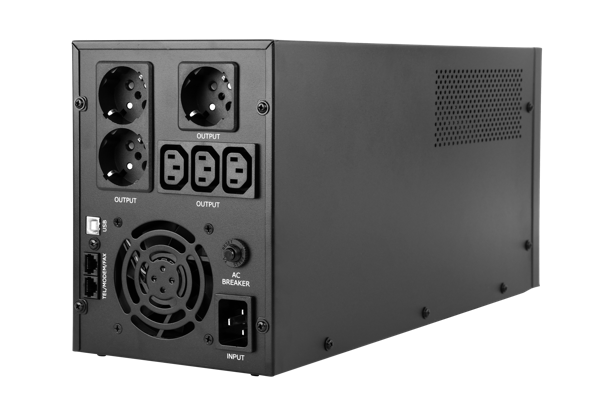 OUTPUT
OUTPUT
OUTPUT
USB
TEL/MODEM/FAX
AC
BREAKER
INPUT